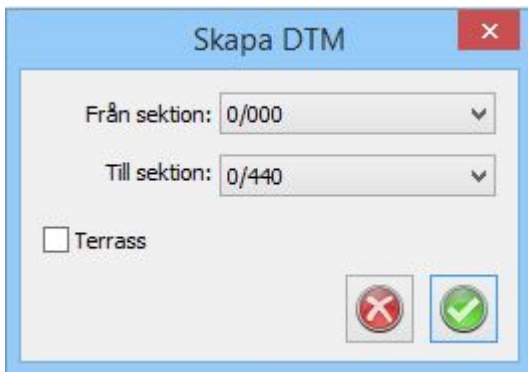 Skapa DTM
Från sektion: 0/000
Till sektion: 0/440
Terrass